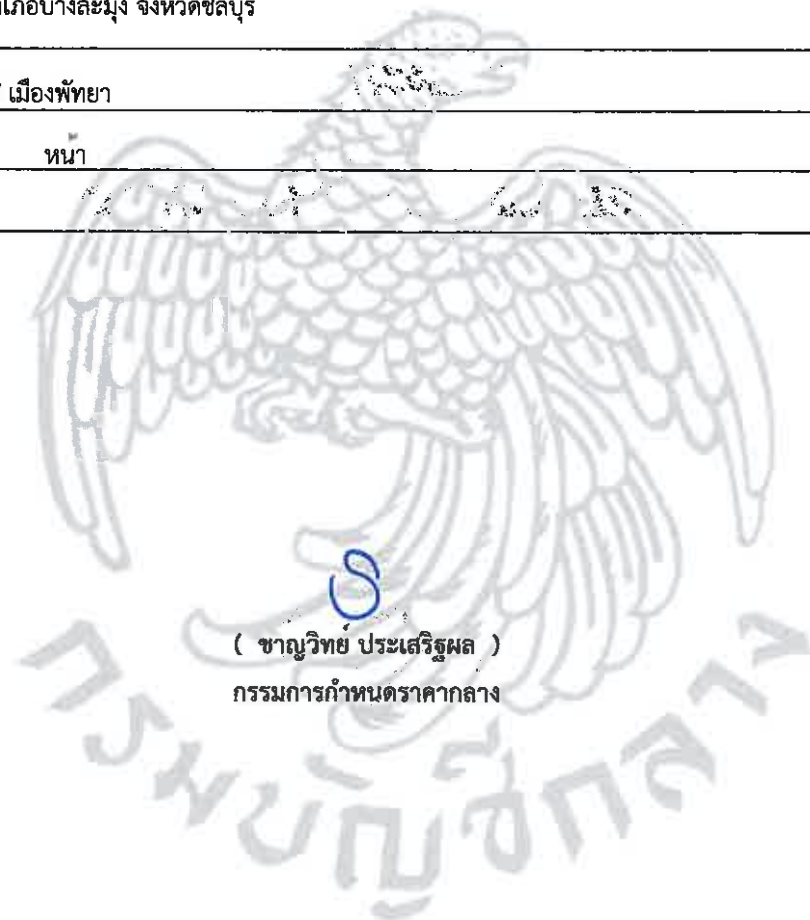 อำเภอบางละมุง จังหวัดชลบุรี
เมืองพัทยา
หน้า
( ชาญวิทย์ ประเสริฐผล )
กรรมการกำหนดราคากลาง
กรมบัญชีกลาง